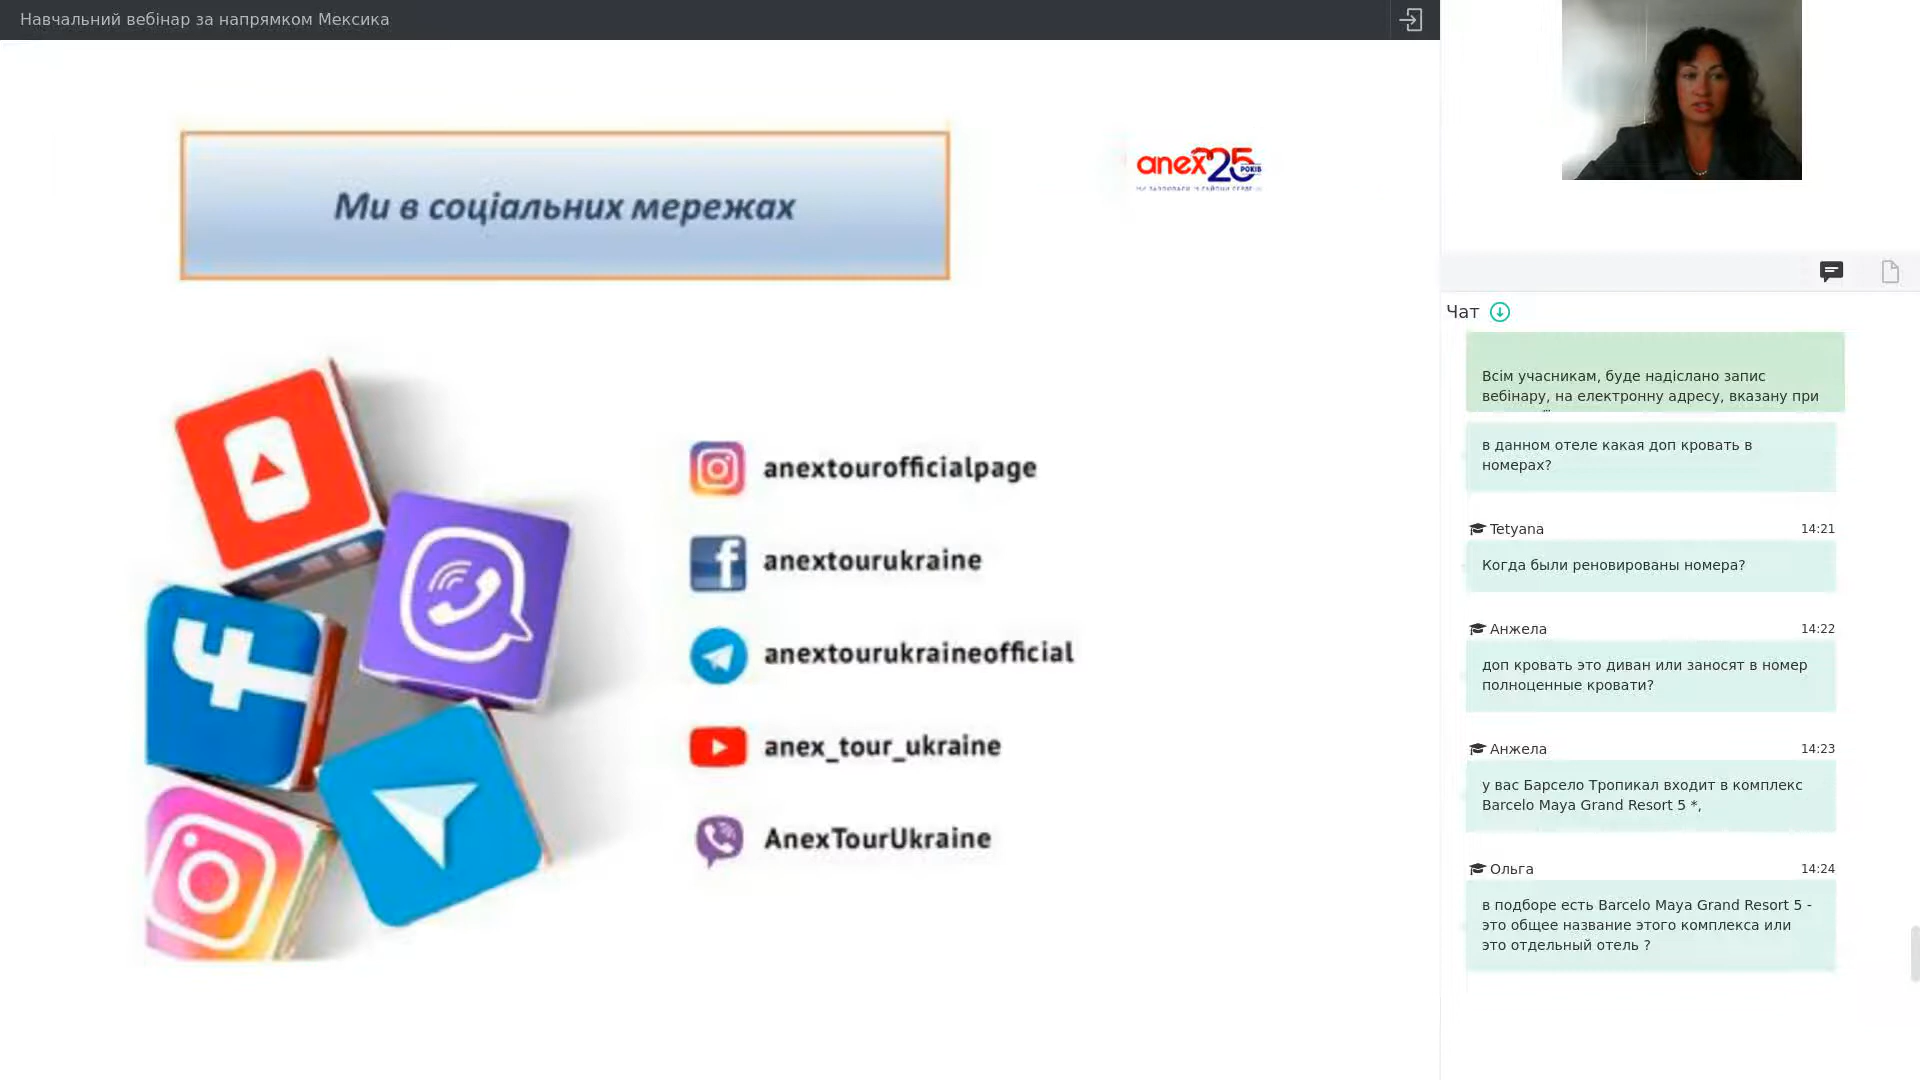 Навчальний вебінар за напрямком Мексика
Ми в соціальних мережах
anex 25 РОКІВ
anextourofficialpage
anextourukraine
anextourukraineofficial
anex_tour_ukraine
AnexTourUkraine
Чат
Всім учасникам, буде надіслано запис
вебінару, на електронну адресу, вказану при
в данном отеле какая доп кровать в
номерах?
Tetyana 14:21
Когда были реновированы номера?
Анжела 14:22
доп кровать это диван или заносят в номер
полноценные кровати?
Анжела 14:23
у вас Барсело Тропикал входит в комплекс
Barcelo Maya Grand Resort 5 *,
Ольга 14:24
в подборе есть Barcelo Maya Grand Resort 5 -
это общее название этого комплекса или
это отдельный отель ?